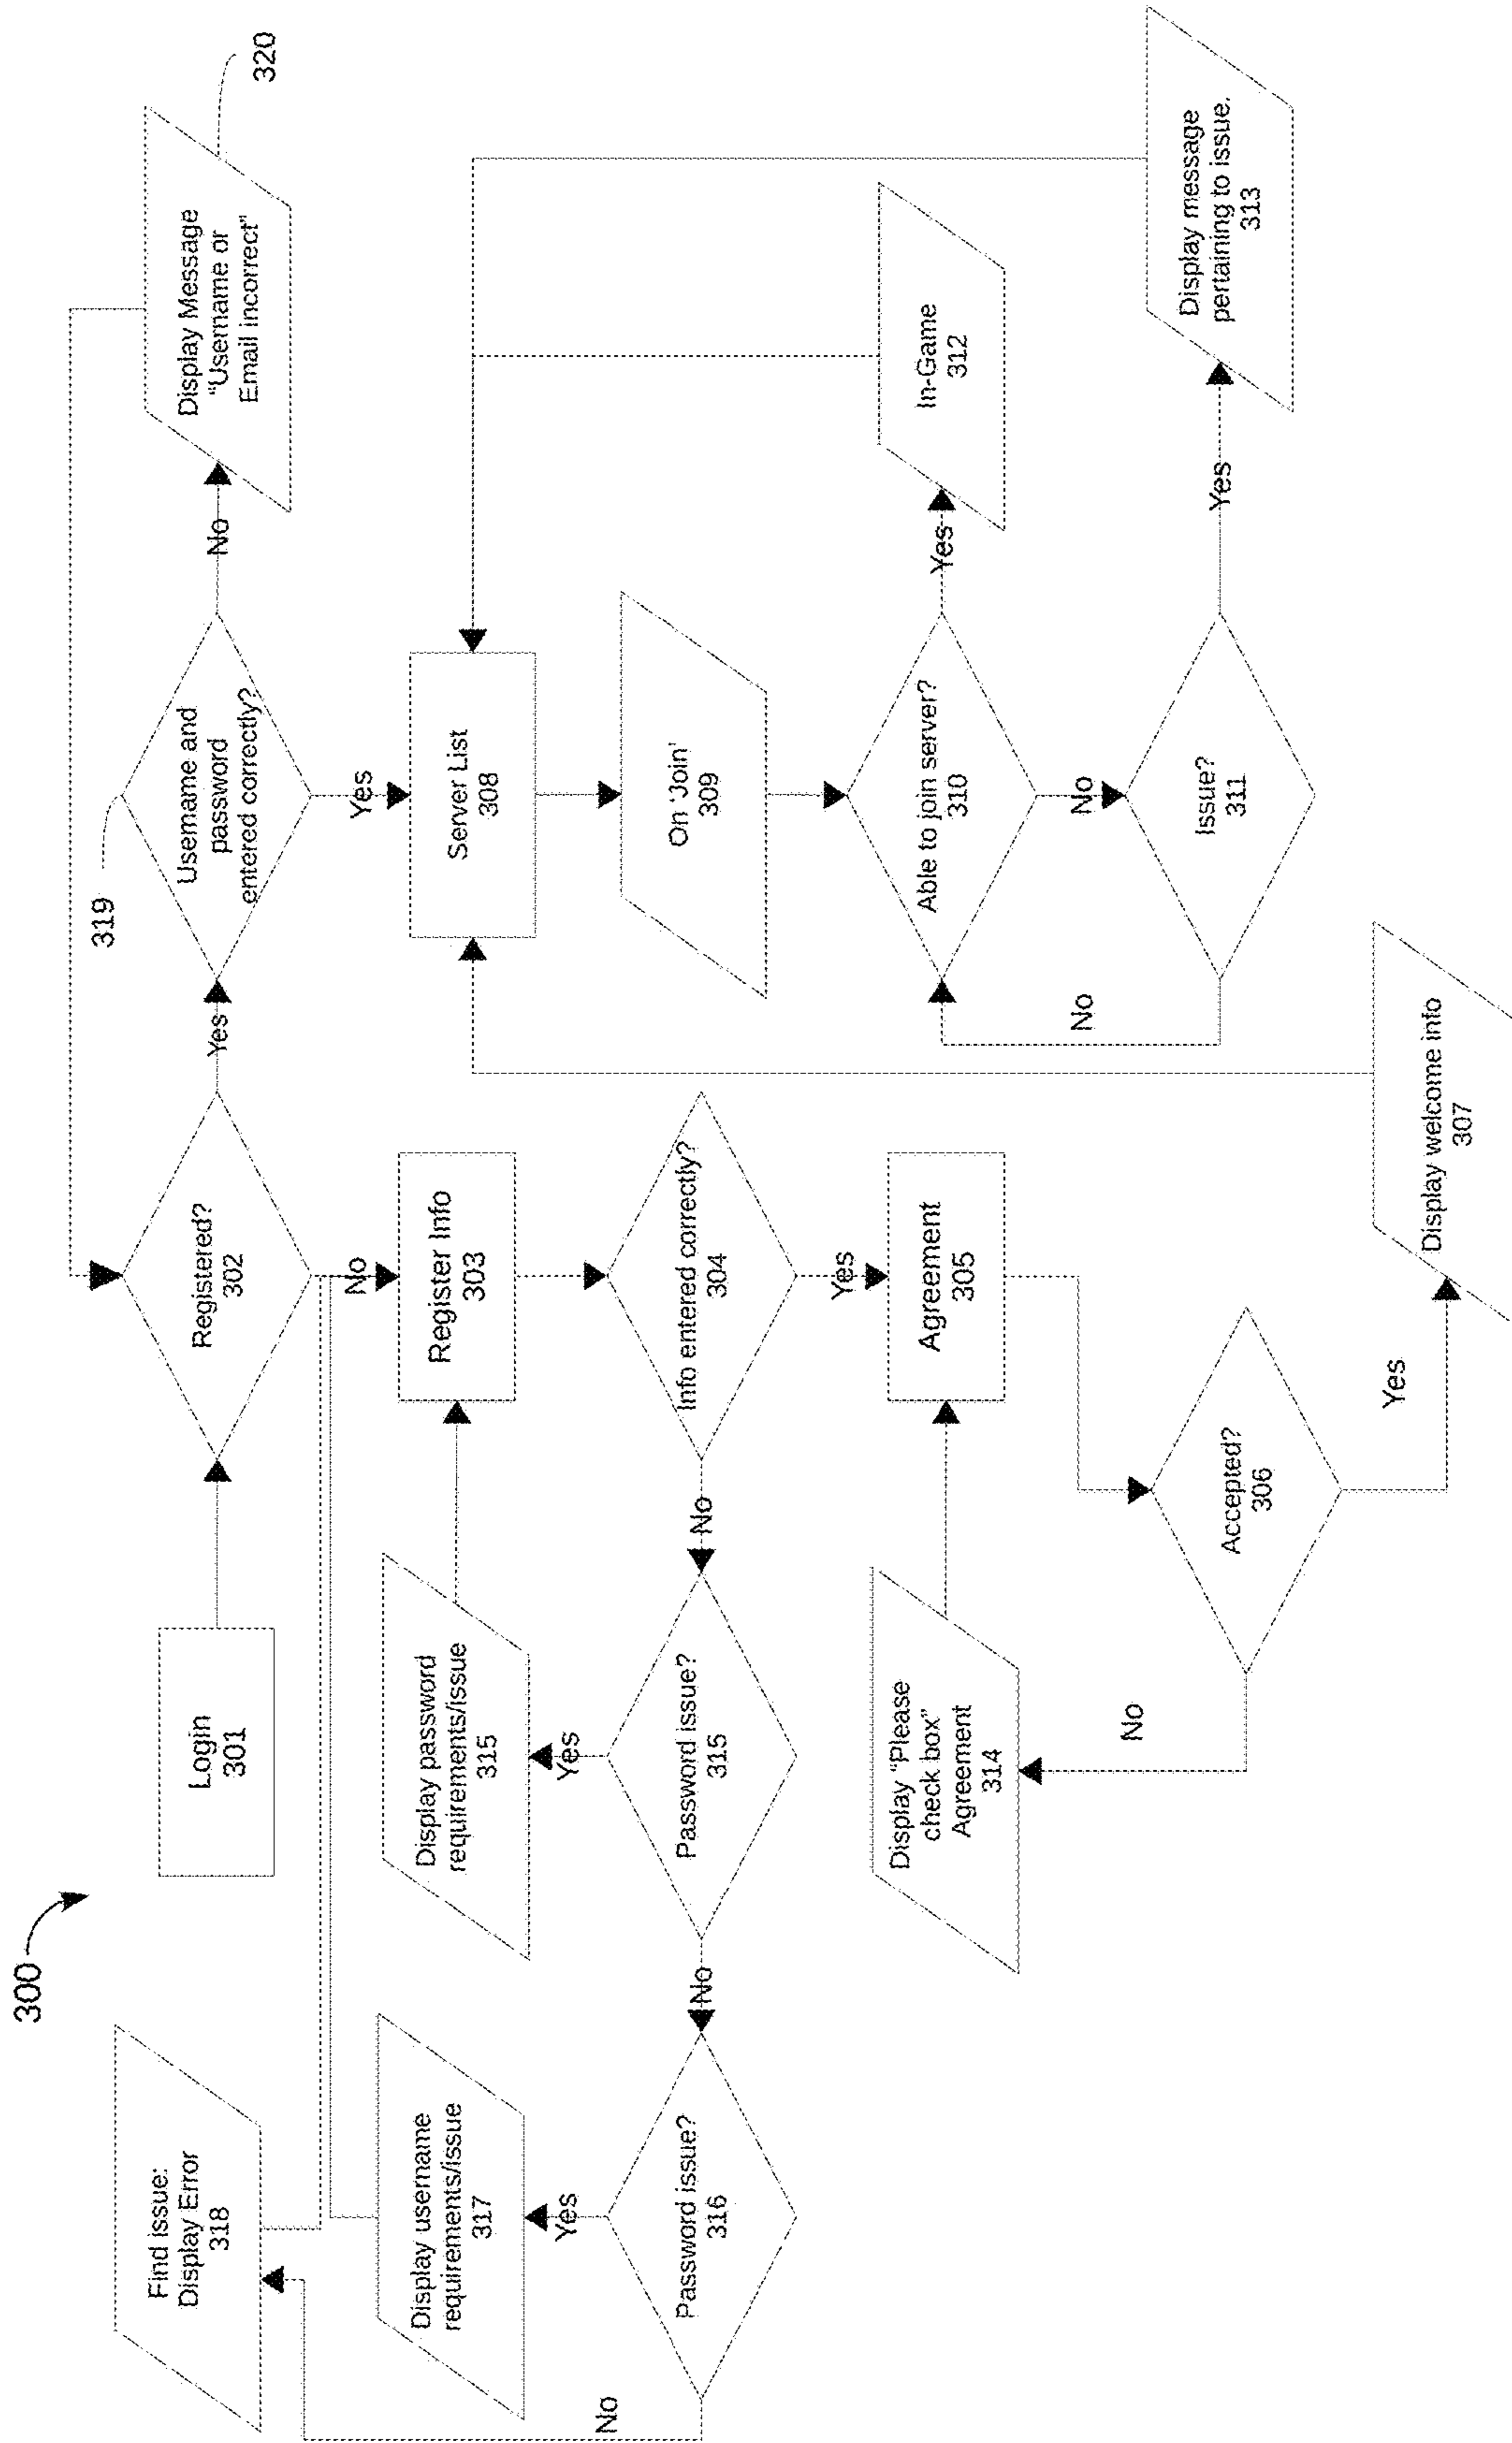 300
Login
301
Registered?
302
Yes
319
Username and
password
entered correctly?
No
Display Message
“Username or
Email incorrect”
320
Find issue:
Display Error
318
No
Yes
Display username
requirements/issue
317
Display password
requirements/issue
315
Register Info
303
Server List
308
Yes
Yes
On ‘Join’
309
No
Password issue?
316
No
Password issue?
315
No
Info entered correctly?
304
Yes
Display “Please
check box”
Agreement
314
Agreement
305
Able to join server?
310
Yes
In-Game
312
No
No
No
Accepted?
306
Issue?
311
Yes
Display message
pertaining to issue.
313
Yes
Display welcome into
307